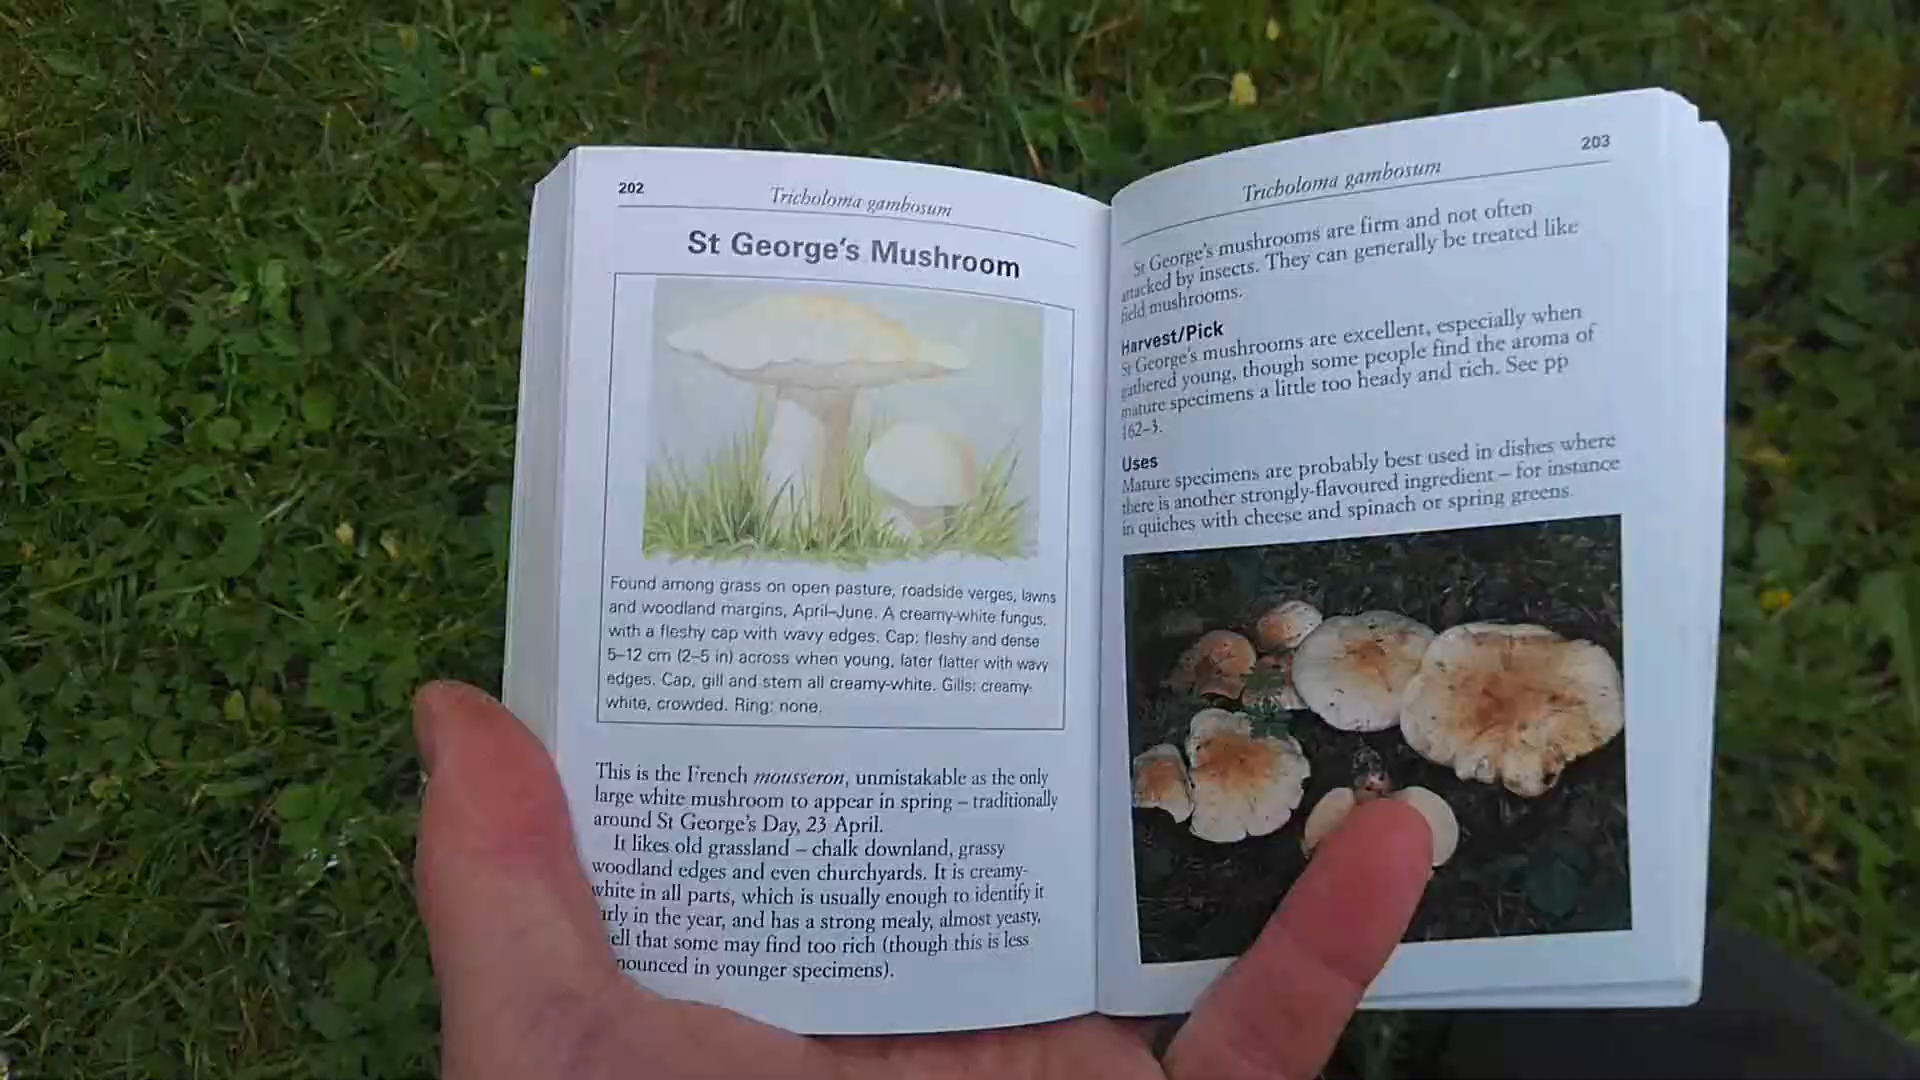 202
Tricholoma gambosum
St George's Mushroom
Found among grass on open pasture, roadside verges, lawns
and woodland margins, April–June. A creamy-white fungus,
with a fleshy cap with wavy edges. Cap: fleshy and dense
5–12 cm (2–5 in) across when young, later flatter with wavy
edges. Cap, gill and stem all creamy-white. Gills: creamy-
white, crowded. Ring: none.
This is the French mousseron, unmistakable as the only
large white mushroom to appear in spring – traditionally
around St George's Day, 23 April.
It likes old grassland – chalk downland, grassy
woodland edges and even churchyards. It is creamy-
white in all parts, which is usually enough to identify it
arly in the year, and has a strong mealy, almost yeasty,
ell that some may find too rich (though this is less
nounced in younger specimens).
203
Tricholoma gambosum
St George's mushrooms are firm and not often
attacked by insects. They can generally be treated like
field mushrooms.
Harvest/Pick
St George's mushrooms are excellent, especially when
gathered young, though some people find the aroma of
mature specimens a little too heady and rich. See pp
162–3.
Uses
Mature specimens are probably best used in dishes where
there is another strongly-flavoured ingredient – for instance
in quiches with cheese and spinach or spring greens.